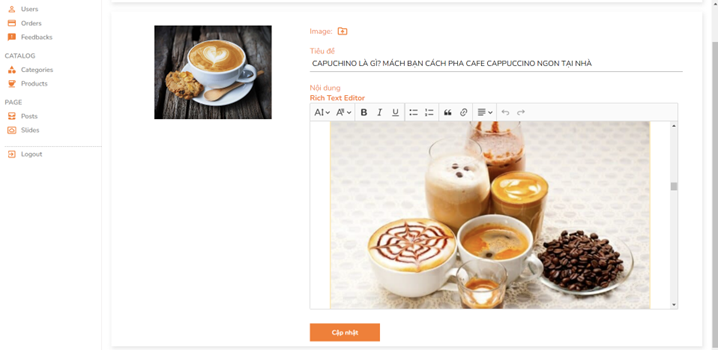 Users
Orders
Feedbacks
CATALOG
Categories
Products
PAGE
Posts
Slides
Logout
Image:
Tiêu đề
CAPUCHINO LÀ GÌ? MÁCH BẠN CÁCH PHA CAFE CAPPUCCINO NGON TẠI NHÀ
Nội dung
Rich Text Editor
Cập nhật